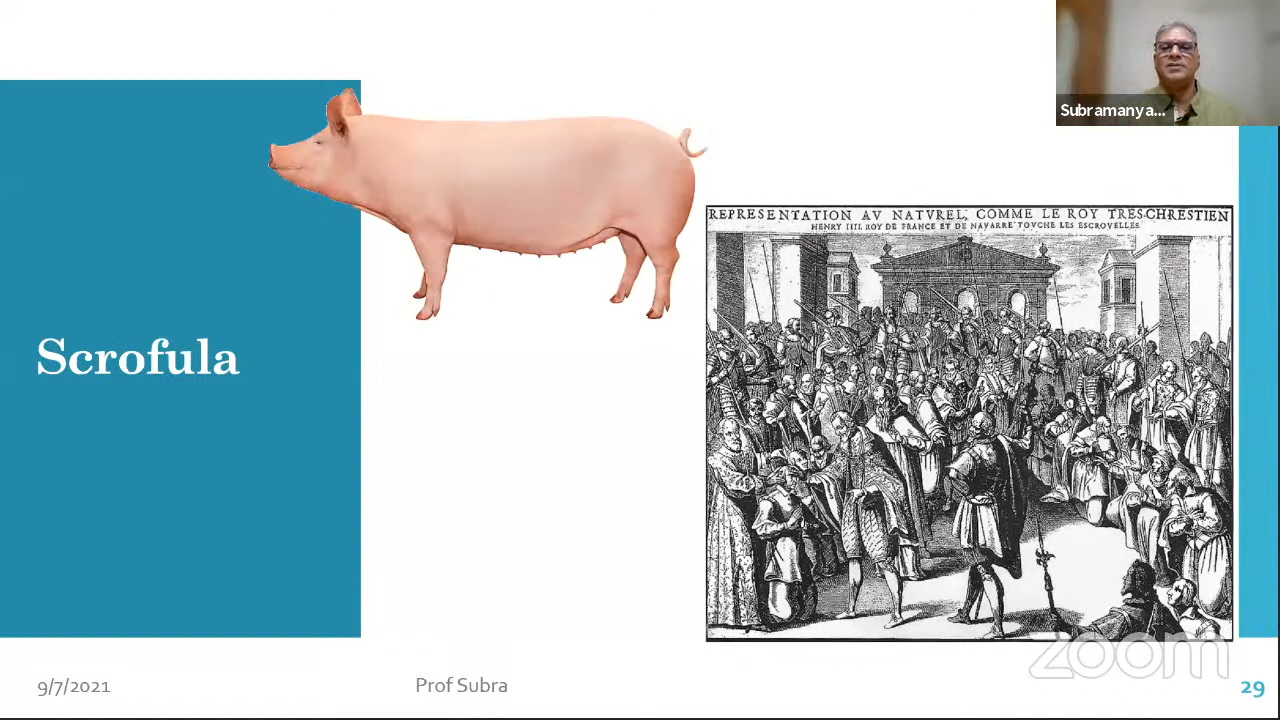 Subramanya...
REPRESENTATION AV NATVREL, COMME LE ROY TRES-CHRESTIEN
HENRY IIII. ROY DE FRANCE ET DE NAVARRE TOVCHE LES ESCROVELLES.
Scrofula
zoom
9/7/2021
Prof Subra
29